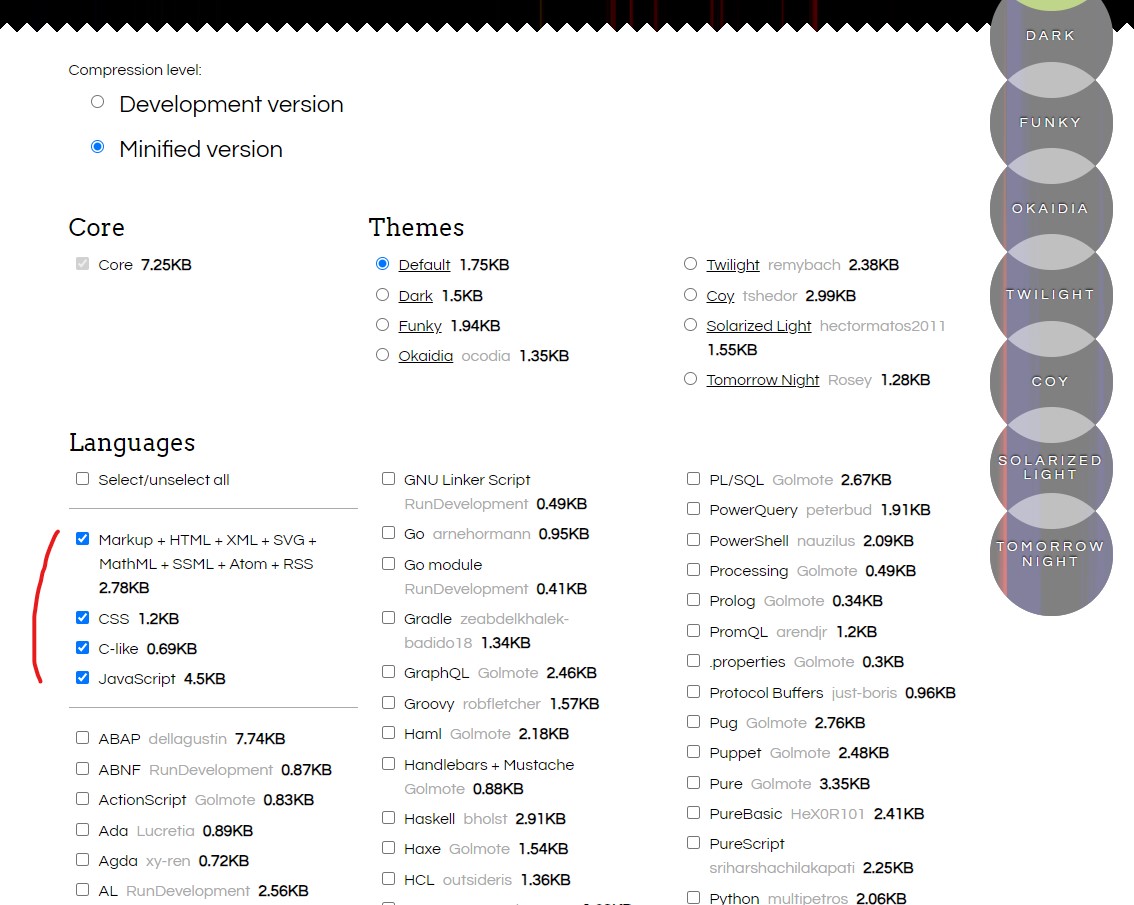 Compression level:
Development version
Minified version
Core
Core 7.25KB
Themes
Default 1.75KB
Dark 1.5KB
Funky 1.94KB
Okaidia ocodia 1.35KB
Twilight remybach 2.38KB
Coy tshedor 2.99KB
Solarized Light hectormatos2011
1.55KB
Tomorrow Night Rosey 1.28KB
Languages
Select/unselect all
Markup + HTML + XML + SVG +
MathML + SSML + Atom + RSS
2.78KB
CSS 1.2KB
C-like 0.69KB
JavaScript 4.5KB
ABAP dellagustin 7.74KB
ABNF RunDevelopment 0.87KB
ActionScript Golmote 0.83KB
Ada Lucretia 0.89KB
Agda xy-ren 0.72KB
AL RunDevelopment 2.56KB
GNU Linker Script
RunDevelopment 0.49KB
Go arnehormann 0.95KB
Go module
RunDevelopment 0.41KB
Gradle zeabdelkhalek-
badido18 1.34KB
GraphQL Golmote 2.46KB
Groovy robfletcher 1.57KB
Haml Golmote 2.18KB
Handlebars + Mustache
Golmote 0.88KB
Haskell bholst 2.91KB
Haxe Golmote 1.54KB
HCL outsideris 1.36KB
PL/SQL Golmote 2.67KB
PowerQuery peterbud 1.91KB
PowerShell nauzilus 2.09KB
Processing Golmote 0.49KB
Prolog Golmote 0.34KB
PromQL arendjr 1.2KB
.properties Golmote 0.3KB
Protocol Buffers just-boris 0.96KB
Pug Golmote 2.76KB
Puppet Golmote 2.48KB
Pure Golmote 3.35KB
PureBasic HeX0R101 2.41KB
PureScript
sriharshachilakapati 2.25KB
Python multipetros 2.06KB
DARK
FUNKY
OKAIDIA
TWILIGHT
COY
SOLARIZED
LIGHT
TOMORROW
NIGHT